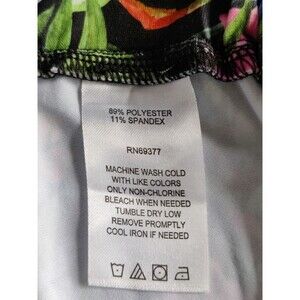 89% POLYESTER
11% SPANDEX
RN69377
MACHINE WASH COLD
WITH LIKE COLORS
ONLY NON-CHLORINE
BLEACH WHEN NEEDED
TUMBLE DRY LOW
REMOVE PROMPTLY
COOL IRON IF NEEDED